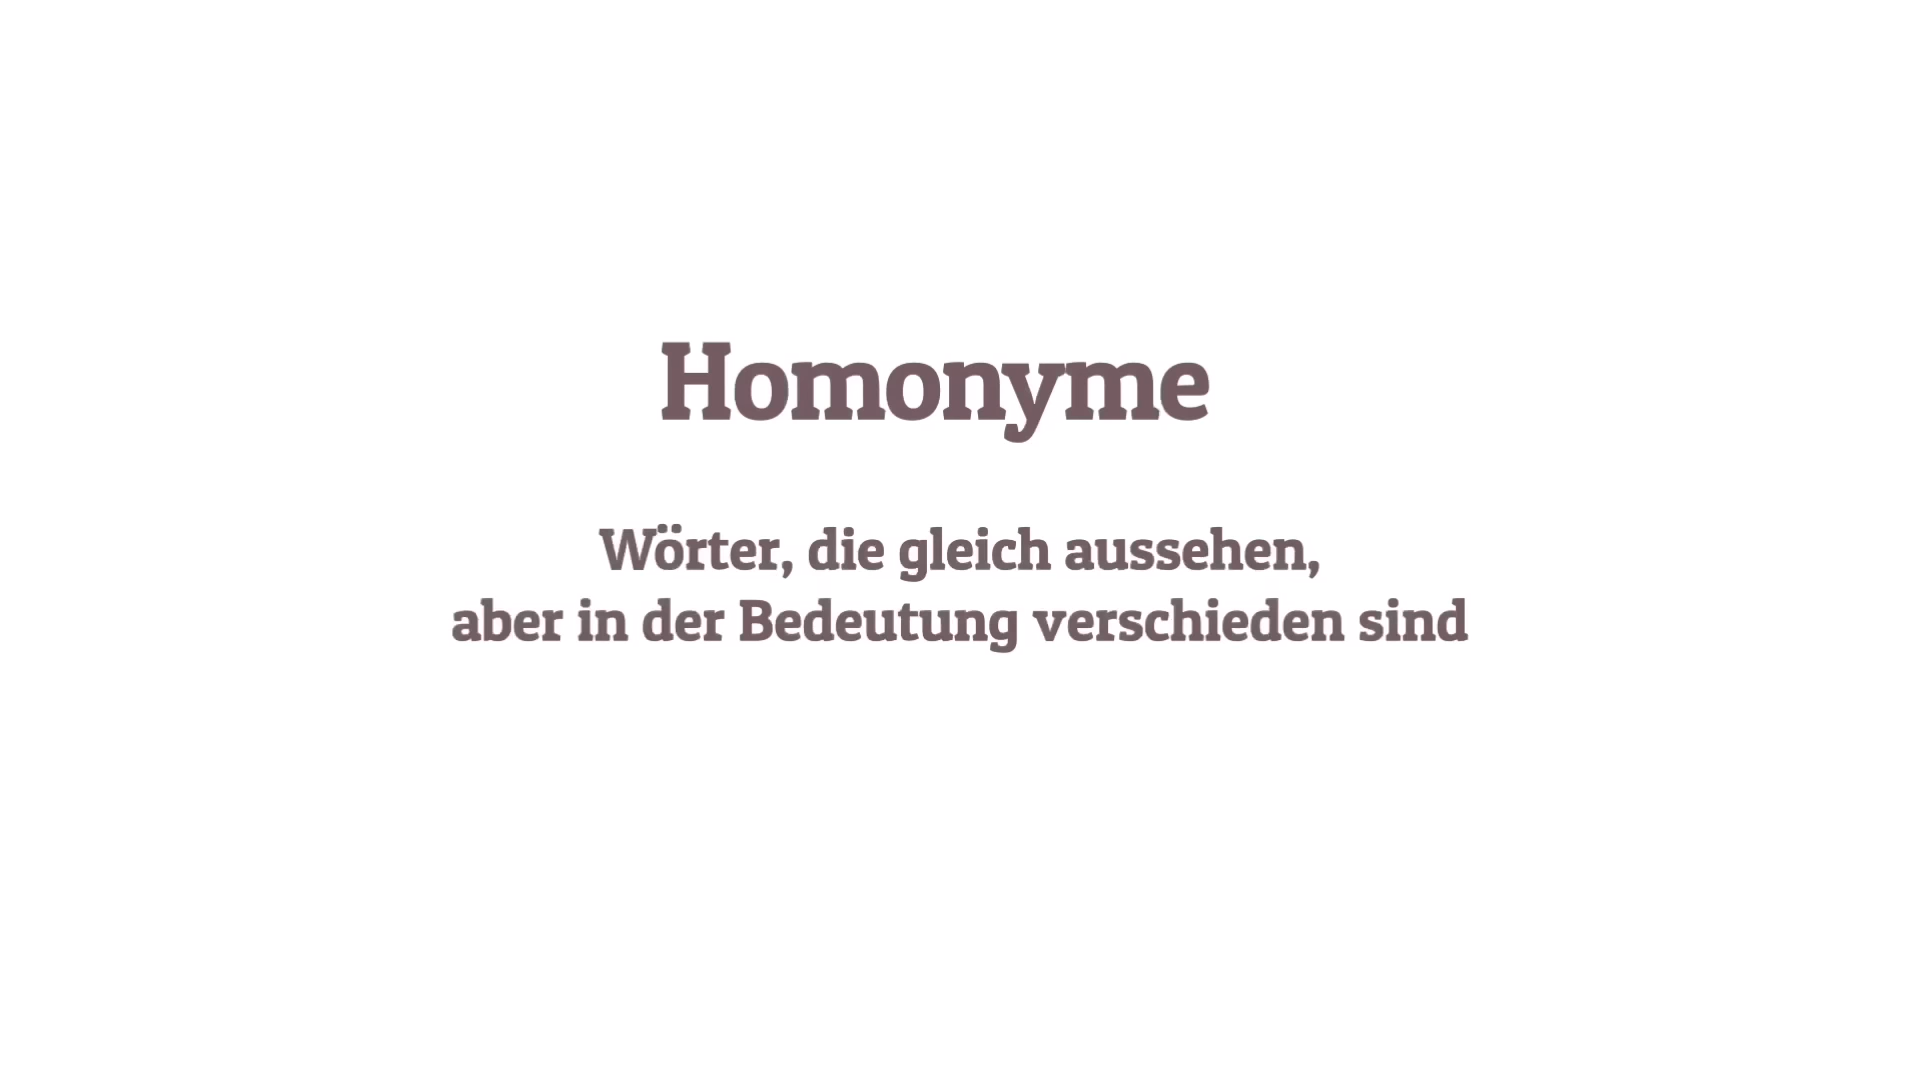 Homonyme
Wörter, die gleich aussehen,
aber in der Bedeutung verschieden sind